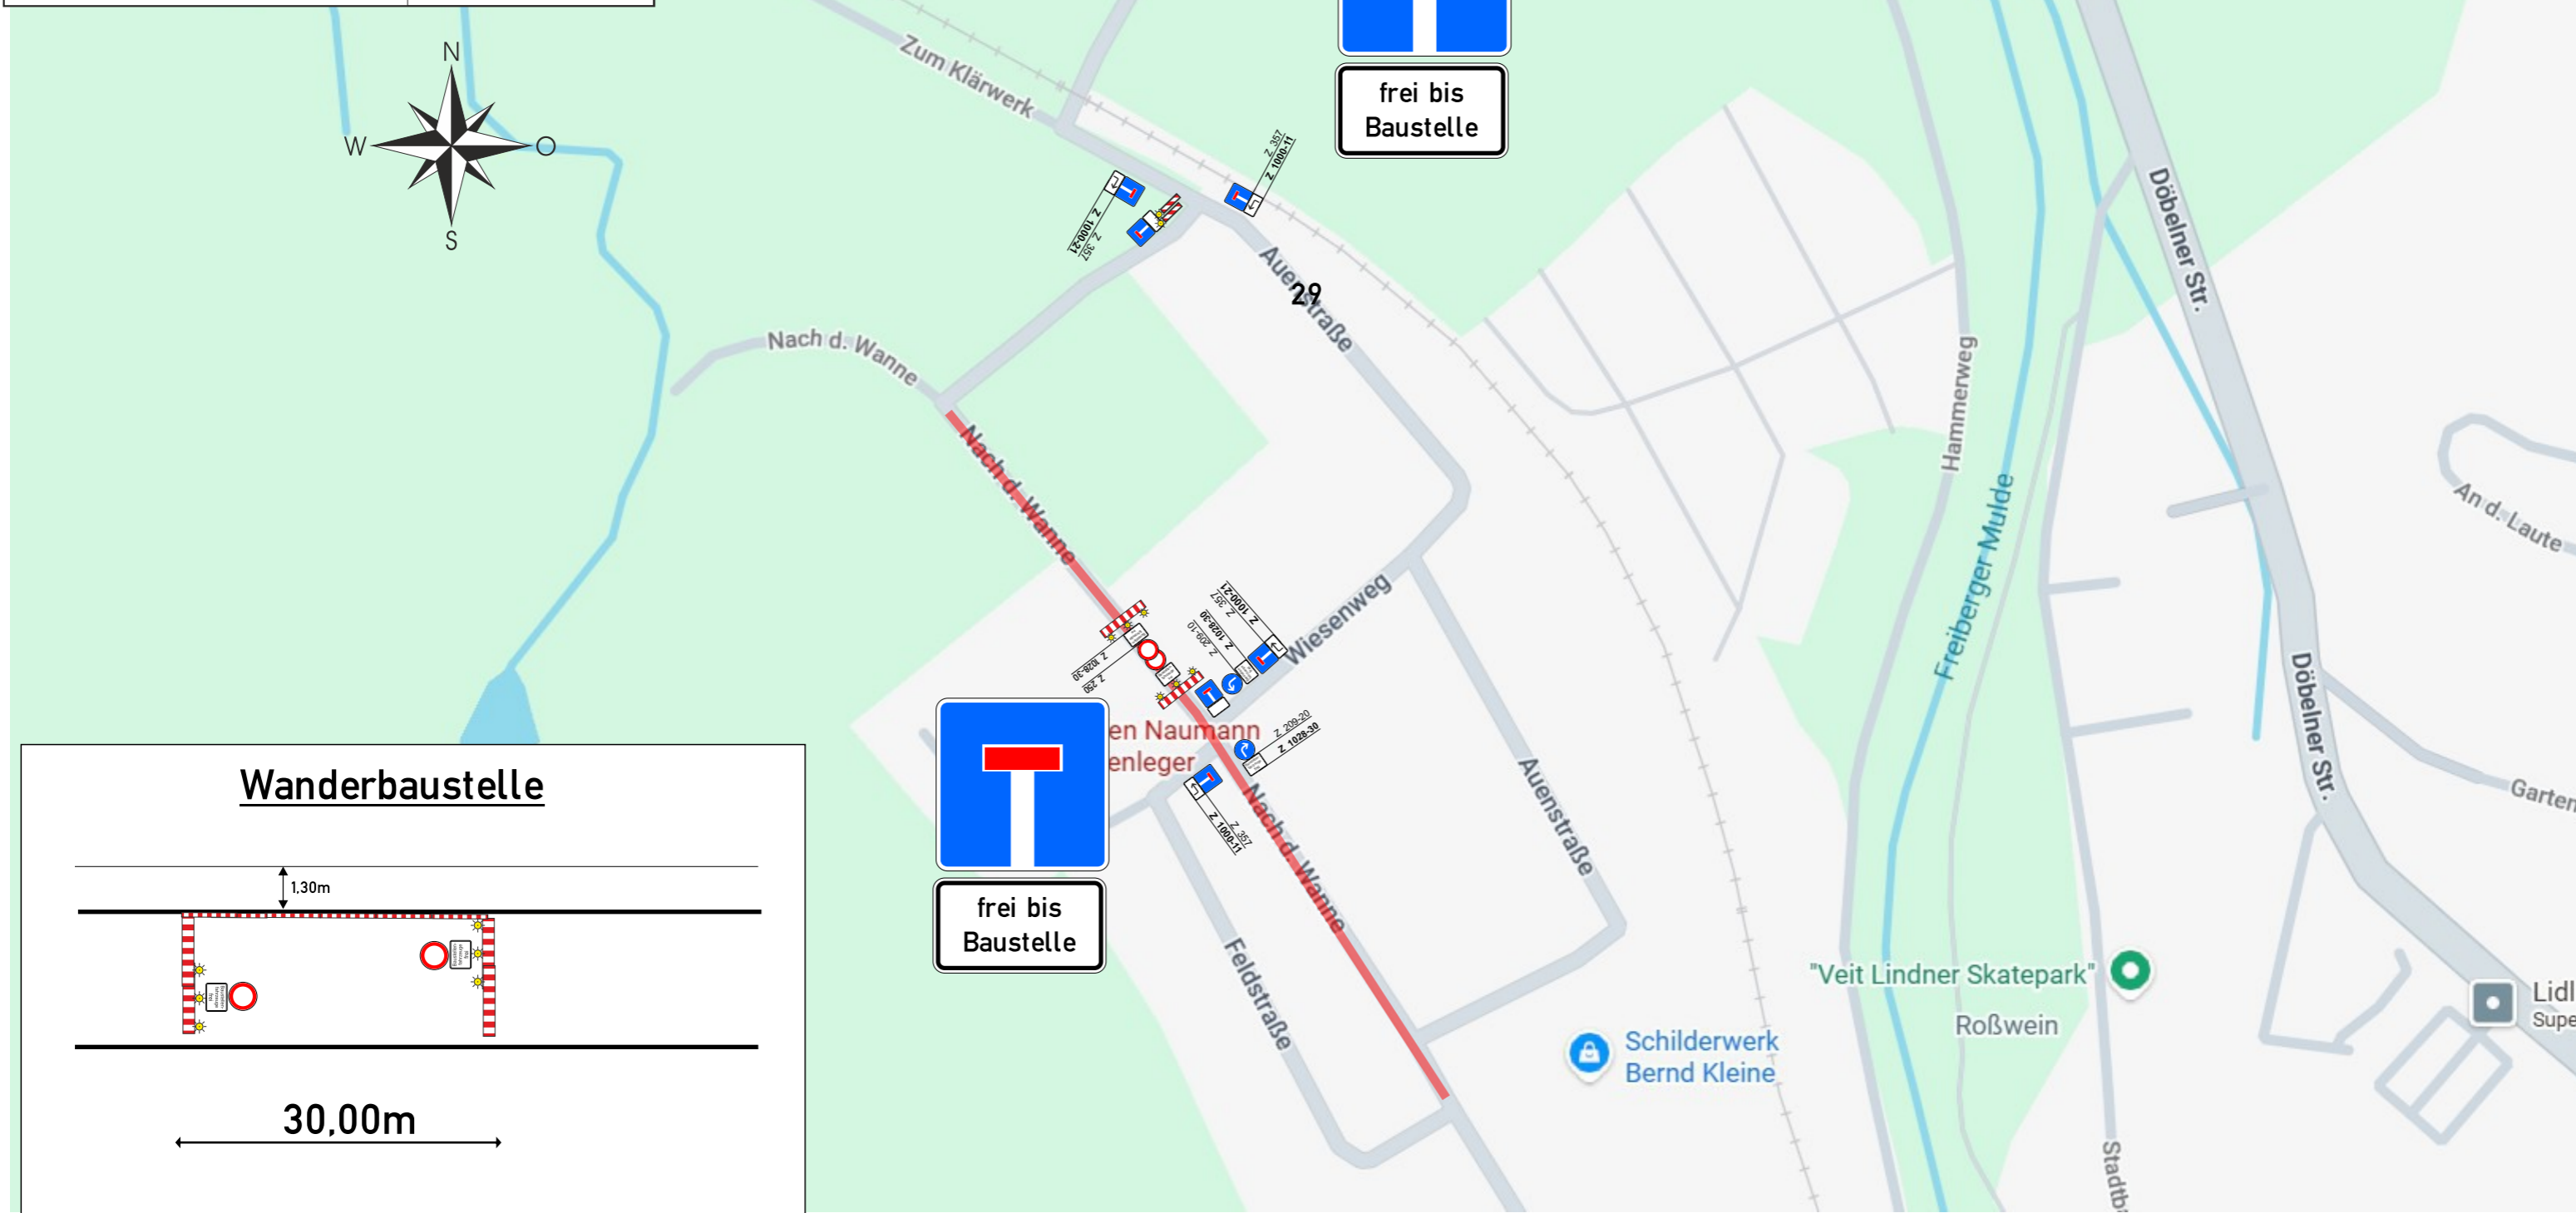 N
W
O
S
Zum Klärwerk
frei bis
Baustelle
Z 357
Z 1000-11
Z 1000-21
Z 357
Auenstraße
29
Nach d. Wanne
Nach d. Wanne
Hammerweg
Döbelner Str.
An d. Laute
Freiberger Mulde
Wiesenweg
Z 1000-21
Z 357
Z 1028-30
Z 209-10
Z 1028-30
Z 250
Z 209-20
Z 1028-30
en Naumann
enleger
Z 357
Z 1000-11
Nach d. Wanne
Auenstraße
Döbelner Str.
Garten
frei bis
Baustelle
Feldstraße
"Veit Lindner Skatepark"
Roßwein
Lidl
Supe
Schilderwerk
Bernd Kleine
Stadtb
Wanderbaustelle
1,30m
30,00m